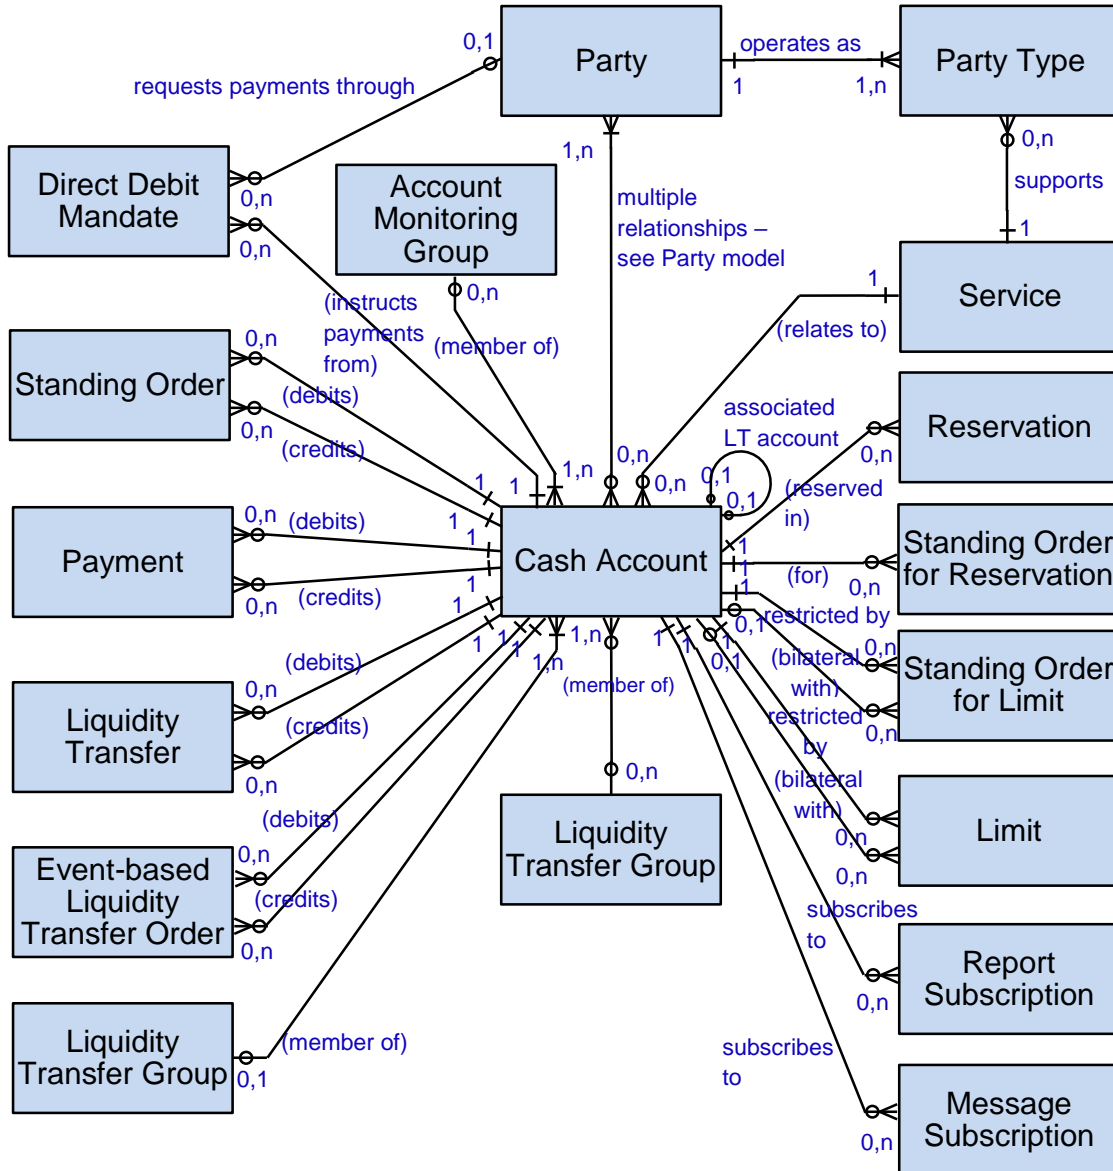 0,1
operates as
Party
Party Type
requests payments through
1
1,n
1,n
0,n
Account
Monitoring
Group
Direct Debit
Mandate
0,n
supports
multiple
relationships –
see Party model
0,n
1
0,n
(instructs
payments
from)
1
Service
(relates to)
(member of)
0,n
Standing Order
(debits)
0,n
(credits)
associated
LT account
Reservation
0,n
1
1
1,n
0,n
0,n
0,1
0,1
(reserved
in)
0,n
Payment
(debits)
1
1
Cash Account
1
1
(for)
0,n
Standing Order
for Reservation
0,n
(credits)
1
1
1
0,1
restricted by
0,n
Standing Order
for Limit
(debits)
1
1
1
1
1,n
1,n
(member of)
1
1
0,1
1
(bilateral
with)
0,n
0,n
Liquidity
Transfer
(credits)
0,n
restricted
by
(bilateral
with)
0,n
Liquidity
Transfer Group
Limit
0,n
0,n
(debits)
0,n
Event-based
Liquidity
Transfer Order
(credits)
0,n
subscribes
to
Report
Subscription
0,n
Liquidity
Transfer Group
0,1
(member of)
subscribes
to
Message
Subscription
0,n